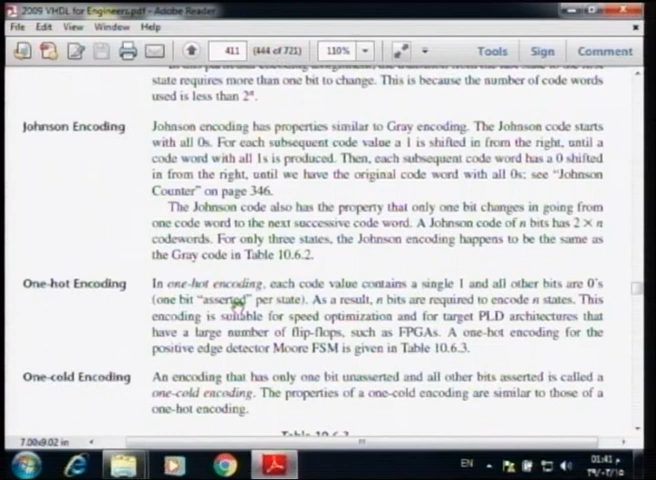 2009 VHDL for Engineers.pdf - Adobe Reader
File Edit View Window Help
411 (444 of 721) 110% Tools Sign Comment
state requires more than one bit to change. This is because the number of code words
used is less than 2ⁿ.
Johnson Encoding
Johnson encoding has properties similar to Gray encoding. The Johnson code starts
with all 0s. For each subsequent code value a 1 is shifted in from the right, until a
code word with all 1s is produced. Then, each subsequent code word has a 0 shifted
in from the right, until we have the original code word with all 0s; see "Johnson
Counter" on page 346.
The Johnson code also has the property that only one bit changes in going from
one code word to the next successive code word. A Johnson code of n bits has 2 × n
codewords. For only three states, the Johnson encoding happens to be the same as
the Gray code in Table 10.6.2.
One-hot Encoding
In one-hot encoding, each code value contains a single 1 and all other bits are 0's
(one bit "asserted" per state). As a result, n bits are required to encode n states. This
encoding is suitable for speed optimization and for target PLD architectures that
have a large number of flip-flops, such as FPGAs. A one-hot encoding for the
positive edge detector Moore FSM is given in Table 10.6.3.
One-cold Encoding
An encoding that has only one bit unasserted and all other bits asserted is called a
one-cold encoding. The properties of a one-cold encoding are similar to those of a
one-hot encoding.
Table 10.6.3
7.00x9.02 in
EN